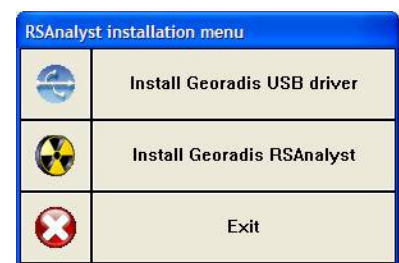 RSAnalyst installation menu
Install Georadis USB driver
Install Georadis RSAnalyst
Exit